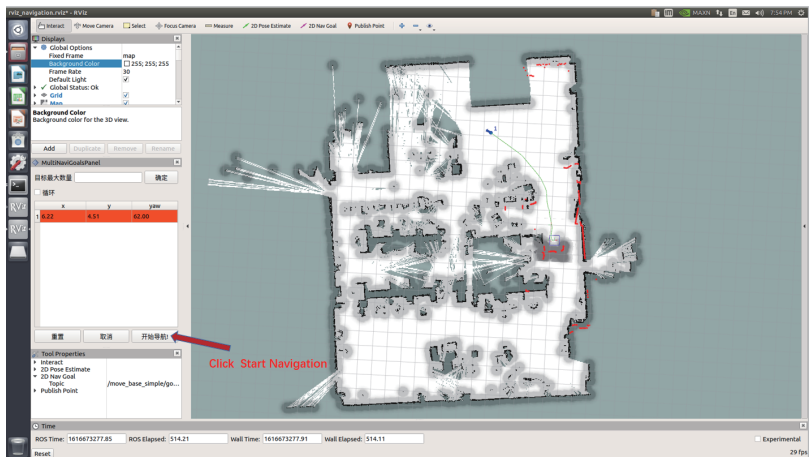 rviz_navigation.rviz* - RViz
MAXN
En
7:54 PM
Interact
Move Camera
Select
Focus Camera
Measure
2D Pose Estimate
2D Nav Goal
Publish Point
Displays
Global Options
Fixed Frame map
Background Color 255; 255; 255
Frame Rate 30
Default Light ✓
Global Status: Ok
Grid
Map
Background Color
Background color for the 3D view.
Add Duplicate Remove Rename
MultiNaviGoalsPanel
目标最大数量 确定
循环
x y yaw
1 6.22 4.51 62.00
重置 取消 开始导航!
Click Start Navigation
Tool Properties
Interact
2D Pose Estimate
2D Nav Goal
Topic /move_base_simple/go...
Publish Point
1
Time
ROS Time: 1616673277.85 ROS Elapsed: 514.21 Wall Time: 1616673277.91 Wall Elapsed: 514.11
Reset
Experimental
29 fps
RViz
RViz